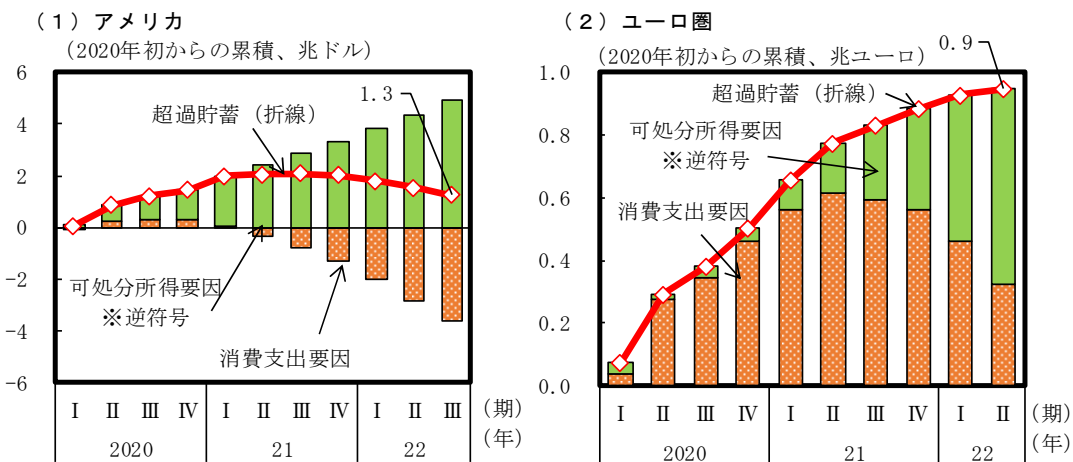 （１）アメリカ
（2020年初からの累積、兆ドル）
6
4
2
0
-2
-4
-6
超過貯蓄（折線）
1.3
可処分所得要因
※逆符号
消費支出要因
Ⅰ Ⅱ Ⅲ Ⅳ Ⅰ Ⅱ Ⅲ Ⅳ Ⅰ Ⅱ Ⅲ （期）
2020 21 22 （年）
（２）ユーロ圏
（2020年初からの累積、兆ユーロ）
0.9
1.0
0.8
0.6
0.4
0.2
0.0
超過貯蓄（折線）
可処分所得要因
※逆符号
消費支出要因
Ⅰ Ⅱ Ⅲ Ⅳ Ⅰ Ⅱ Ⅲ Ⅳ Ⅰ Ⅱ （期）
2020 21 22 （年）